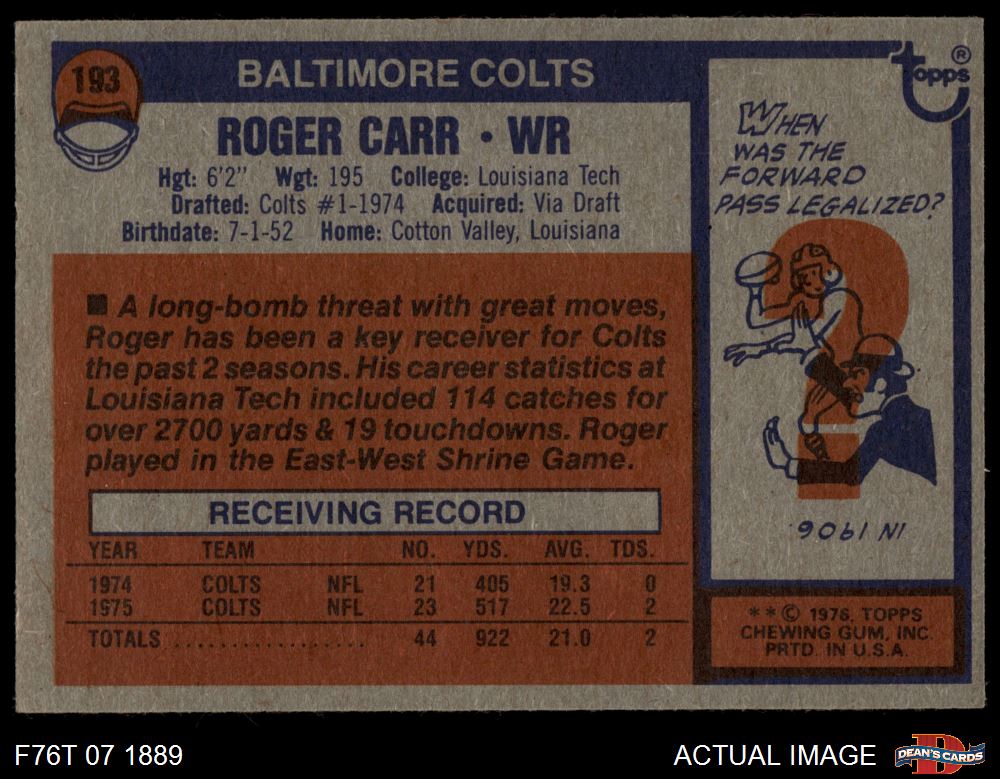 193
BALTIMORE COLTS
ROGER CARR • WR
Hgt: 6'2" Wgt: 195 College: Louisiana Tech
Drafted: Colts #1-1974 Acquired: Via Draft
Birthdate: 7-1-52 Home: Cotton Valley, Louisiana
■ A long-bomb threat with great moves,
Roger has been a key receiver for Colts
the past 2 seasons. His career statistics at
Louisiana Tech included 114 catches for
over 2700 yards & 19 touchdowns. Roger
played in the East-West Shrine Game.
RECEIVING RECORD
YEAR TEAM NO. YDS. AVG. TDS.
1974 COLTS NFL 21 405 19.3 0
1975 COLTS NFL 23 517 22.5 2
TOTALS .................. 44 922 21.0 2
Topps®
WHEN
WAS THE
FORWARD
PASS LEGALIZED?
?
IN 1906.
**© 1976, TOPPS
CHEWING GUM, INC.
PRTD. IN U.S.A.
F76T 07 1889
ACTUAL IMAGE
D
DEAN'S CARDS